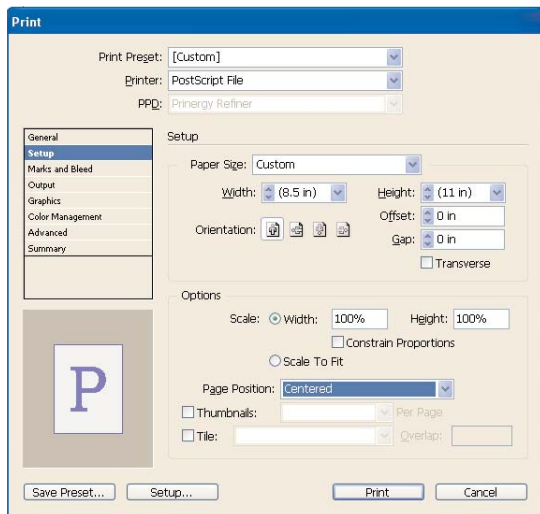 Print
Print Preset: [Custom]
Printer: PostScript File
PPD: Prinergy Refiner
General
Setup
Marks and Bleed
Output
Graphics
Color Management
Advanced
Summary
Setup
Paper Size: Custom
Width: (8.5 in) Height: (11 in)
Orientation: Offset: 0 in
Gap: 0 in
Transverse
Options
Scale: Width: 100% Height: 100%
Constrain Proportions
Scale To Fit
Page Position: Centered
Thumbnails: Per Page
Tile: Overlap:
P
Save Preset... Setup... Print Cancel